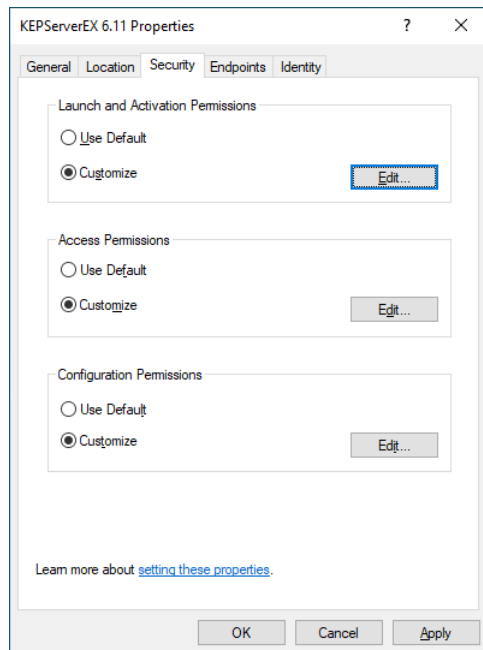 KEPServerEX 6.11 Properties ? ×
General Location Security Endpoints Identity
Launch and Activation Permissions
Use Default
Customize Edit...
Access Permissions
Use Default
Customize Edit...
Configuration Permissions
Use Default
Customize Edit...
Learn more about setting these properties.
OK Cancel Apply